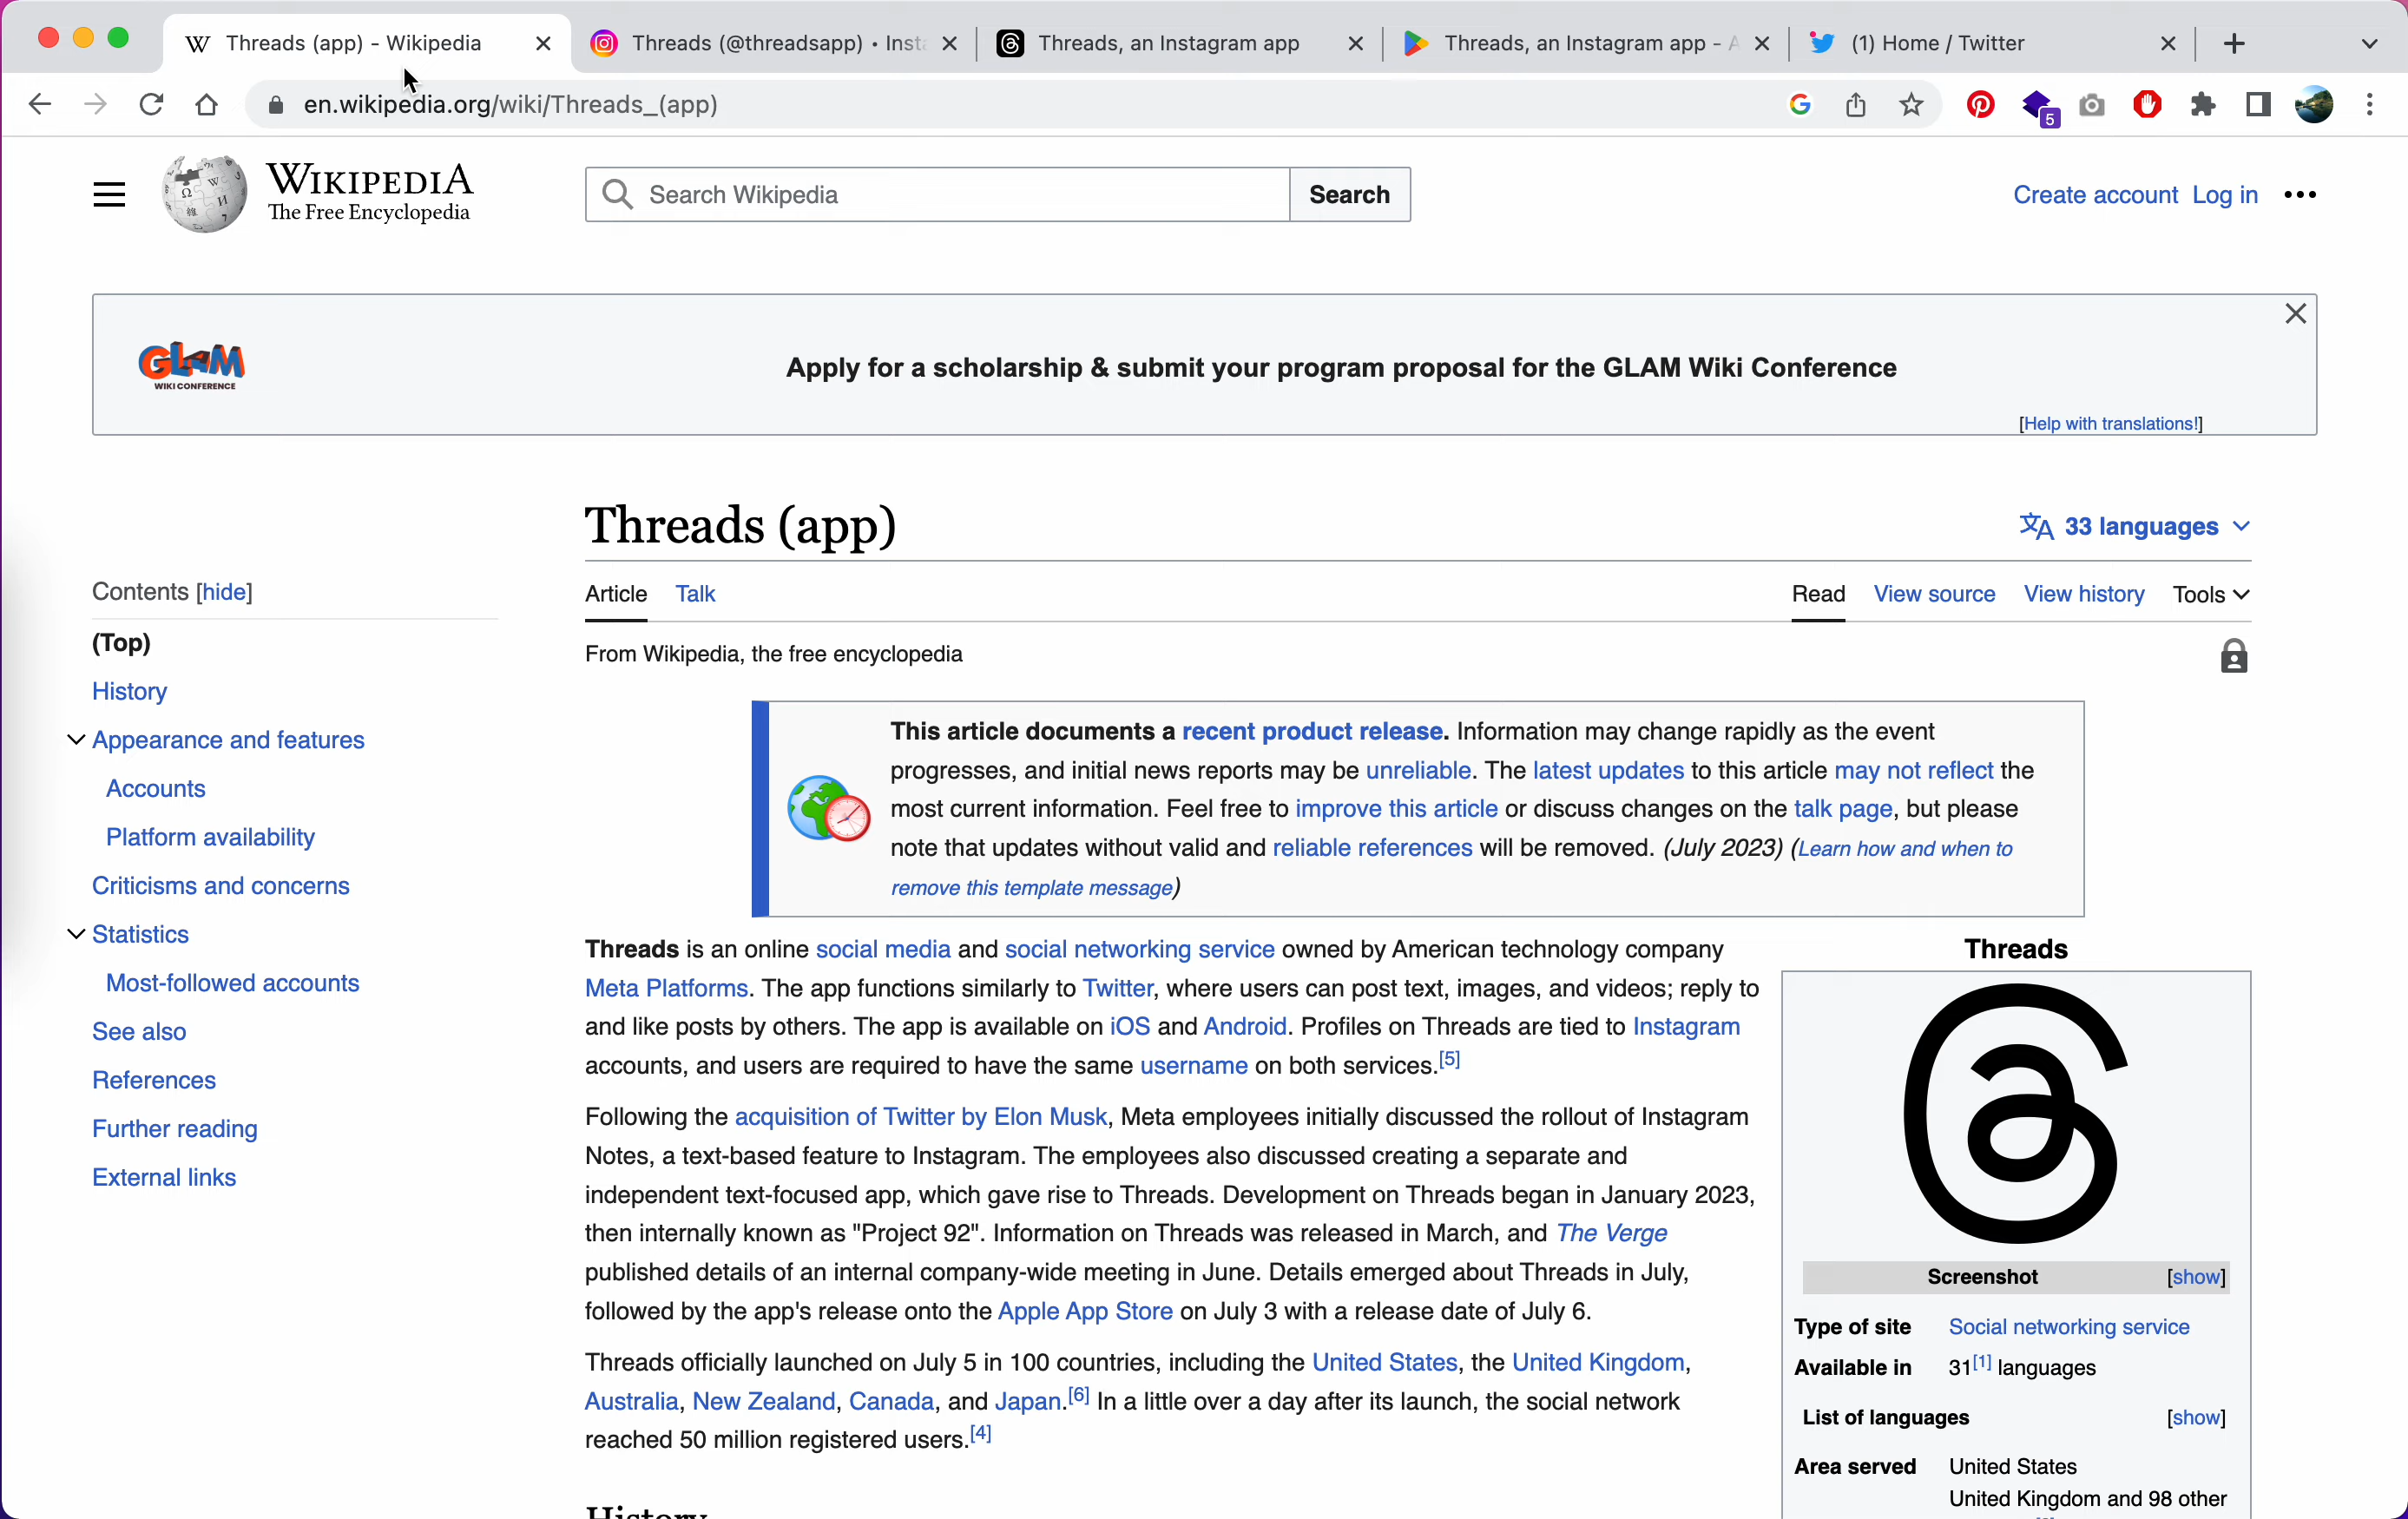 Threads (app) - Wikipedia
Threads (@threadsapp) • Inst
Threads, an Instagram app
Threads, an Instagram app - A
(1) Home / Twitter
en.wikipedia.org/wiki/Threads_(app)
5
WIKIPEDIA
The Free Encyclopedia
Search Wikipedia
Search
Create account Log in
GLAM
WIKI CONFERENCE
Apply for a scholarship & submit your program proposal for the GLAM Wiki Conference
[Help with translations!]
Threads (app)
33 languages
Contents [hide]
(Top)
History
Appearance and features
Accounts
Platform availability
Criticisms and concerns
Statistics
Most-followed accounts
See also
References
Further reading
External links
Article Talk
Read View source View history Tools
From Wikipedia, the free encyclopedia
This article documents a recent product release. Information may change rapidly as the event
progresses, and initial news reports may be unreliable. The latest updates to this article may not reflect the
most current information. Feel free to improve this article or discuss changes on the talk page, but please
note that updates without valid and reliable references will be removed. (July 2023) (Learn how and when to
remove this template message)
Threads is an online social media and social networking service owned by American technology company
Meta Platforms. The app functions similarly to Twitter, where users can post text, images, and videos; reply to
and like posts by others. The app is available on iOS and Android. Profiles on Threads are tied to Instagram
accounts, and users are required to have the same username on both services.[5]
Following the acquisition of Twitter by Elon Musk, Meta employees initially discussed the rollout of Instagram
Notes, a text-based feature to Instagram. The employees also discussed creating a separate and
independent text-focused app, which gave rise to Threads. Development on Threads began in January 2023,
then internally known as "Project 92". Information on Threads was released in March, and The Verge
published details of an internal company-wide meeting in June. Details emerged about Threads in July,
followed by the app's release onto the Apple App Store on July 3 with a release date of July 6.
Threads officially launched on July 5 in 100 countries, including the United States, the United Kingdom,
Australia, New Zealand, Canada, and Japan.[6] In a little over a day after its launch, the social network
reached 50 million registered users.[4]
History
Threads
Screenshot [show]
Type of site Social networking service
Available in 31[1] languages
List of languages [show]
Area served United States
United Kingdom and 98 other